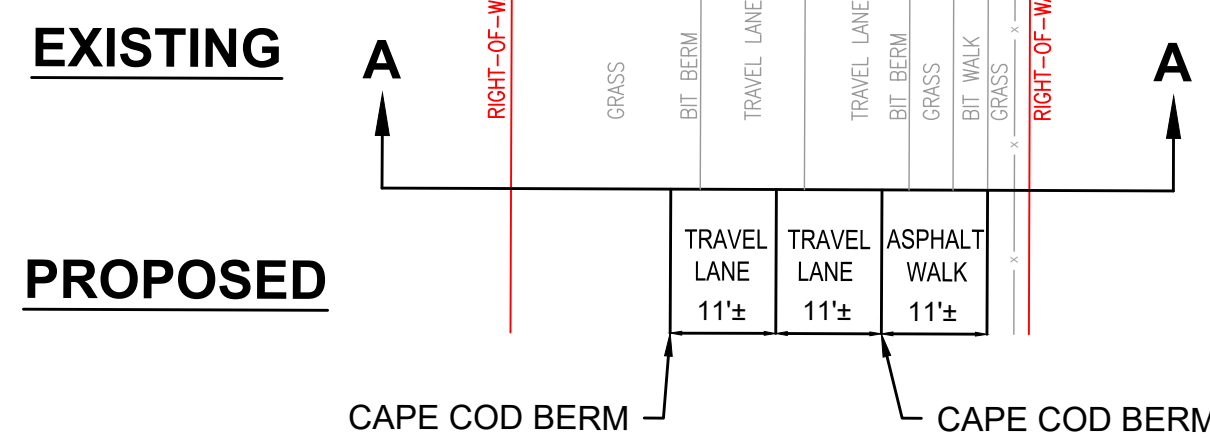 EXISTING
A
RIGHT-OF-W
GRASS
BIT BERM
TRAVEL LANE
TRAVEL LANE
BIT BERM
GRASS
BIT WALK
GRASS
x
x
x
RIGHT-OF-WA
A
PROPOSED
TRAVEL
LANE
11'±
TRAVEL
LANE
11'±
ASPHALT
WALK
11'±
CAPE COD BERM
CAPE COD BERM